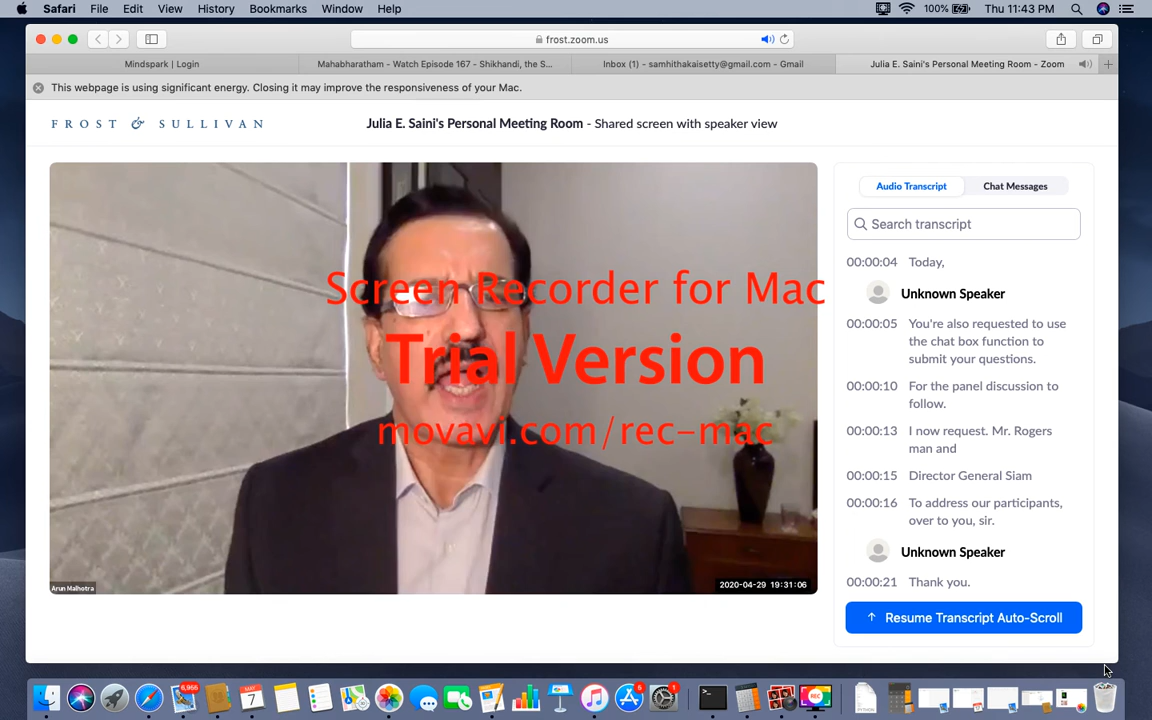 Safari File Edit View History Bookmarks Window Help 100% Thu 11:43 PM
frost.zoom.us
Mindspark | Login
Mahabharatham - Watch Episode 167 - Shikhandi, the S...
Inbox (1) - samhithakaisetty@gmail.com - Gmail
Julia E. Saini's Personal Meeting Room - Zoom
This webpage is using significant energy. Closing it may improve the responsiveness of your Mac.
FROST & SULLIVAN
Julia E. Saini's Personal Meeting Room - Shared screen with speaker view
Screen Recorder for Mac
Trial Version
movavi.com/rec-mac
Arun Malhotra
2020-04-29 19:31:06
Audio Transcript Chat Messages
Search transcript
00:00:04 Today,
Unknown Speaker
00:00:05 You're also requested to use
the chat box function to
submit your questions.
00:00:10 For the panel discussion to
follow.
00:00:13 I now request. Mr. Rogers
man and
00:00:15 Director General Siam
00:00:16 To address our participants,
over to you, sir.
Unknown Speaker
00:00:21 Thank you.
Resume Transcript Auto-Scroll